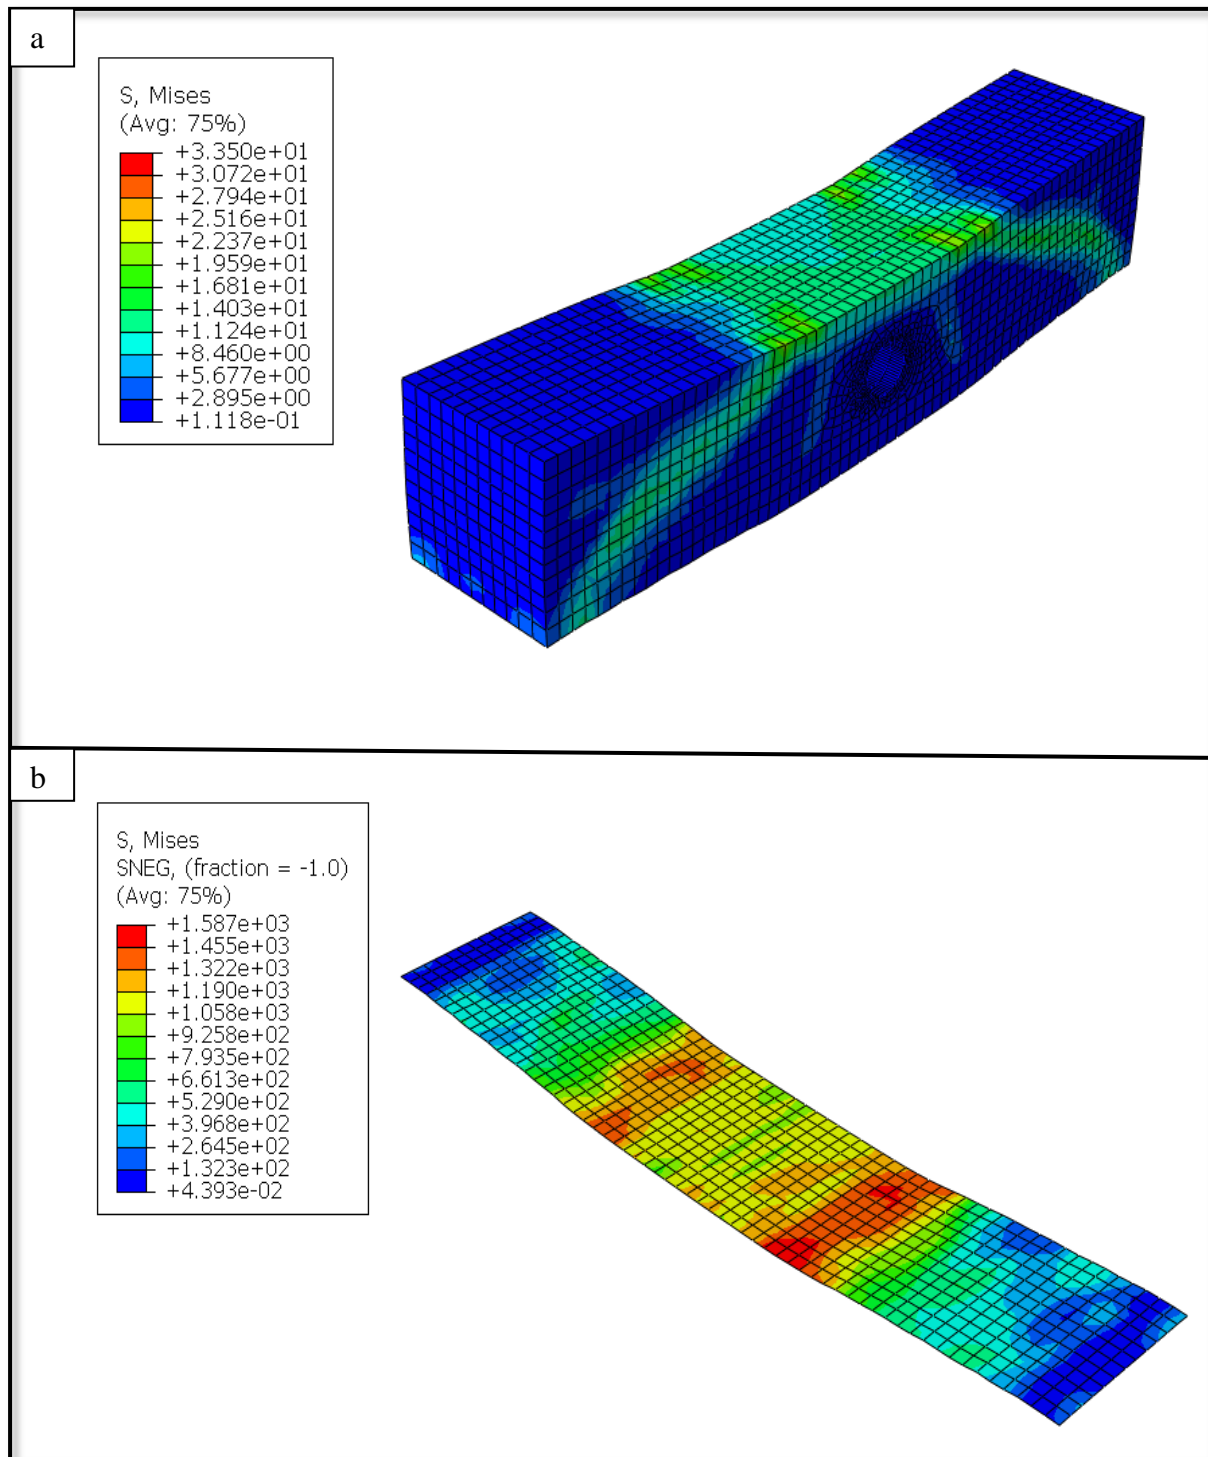 a
S, Mises
(Avg: 75%)
+3.350e+01
+3.072e+01
+2.794e+01
+2.516e+01
+2.237e+01
+1.959e+01
+1.681e+01
+1.403e+01
+1.124e+01
+8.460e+00
+5.677e+00
+2.895e+00
+1.118e-01
b
S, Mises
SNEG, (fraction = -1.0)
(Avg: 75%)
+1.587e+03
+1.455e+03
+1.322e+03
+1.190e+03
+1.058e+03
+9.258e+02
+7.935e+02
+6.613e+02
+5.290e+02
+3.968e+02
+2.645e+02
+1.323e+02
+4.393e-02